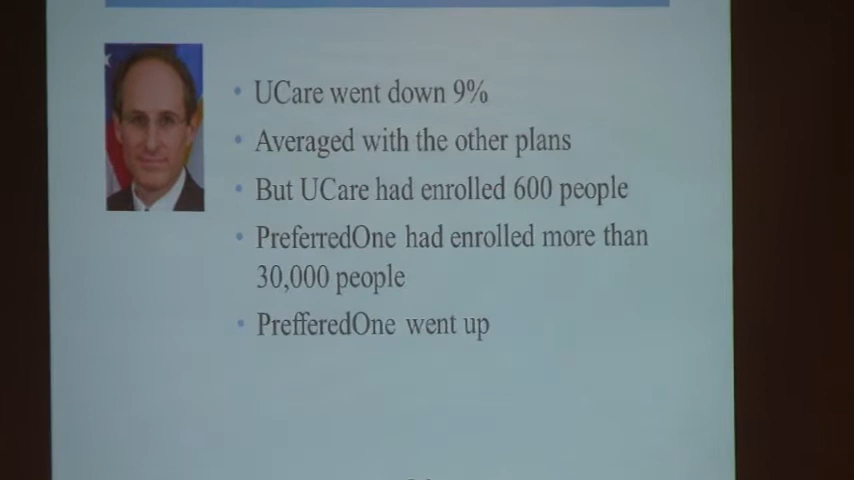 • UCare went down 9%
• Averaged with the other plans
• But UCare had enrolled 600 people
• PreferredOne had enrolled more than
30,000 people
• PrefferedOne went up